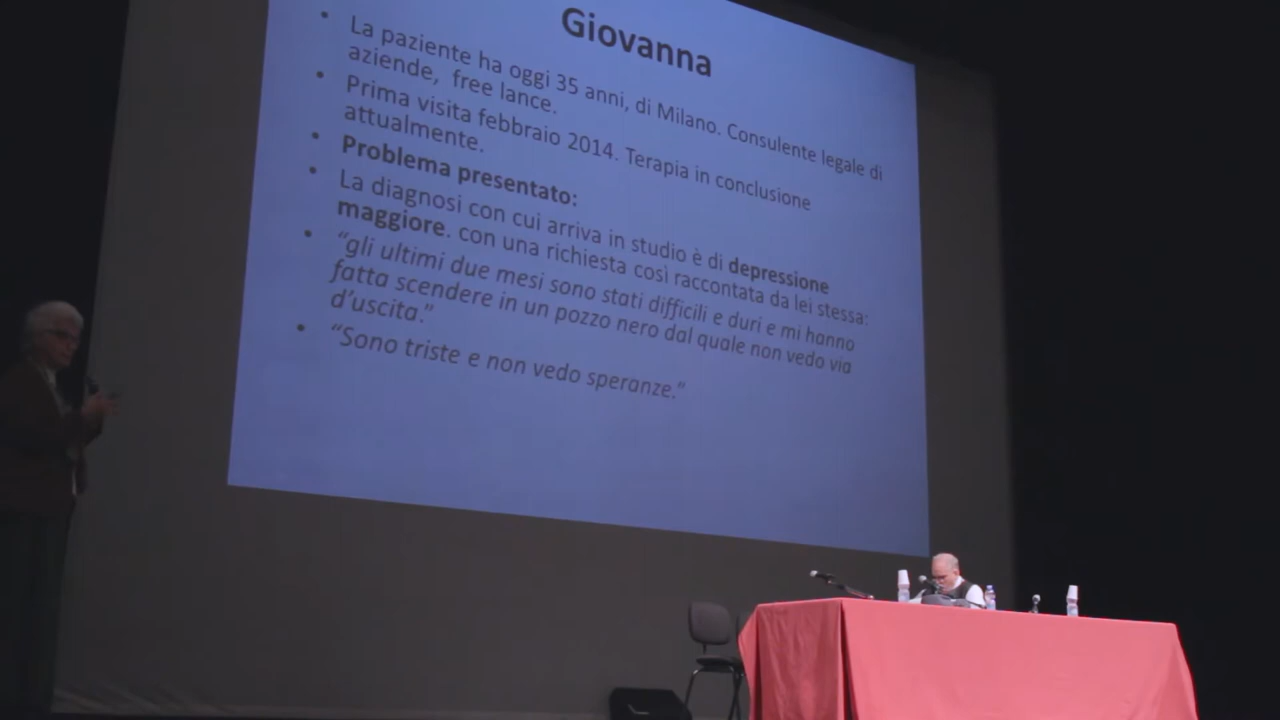 Giovanna
• La paziente ha oggi 35 anni, di Milano. Consulente legale di
aziende, free lance.
• Prima visita febbraio 2014. Terapia in conclusione
attualmente.
• Problema presentato:
• La diagnosi con cui arriva in studio è di depressione
maggiore. con una richiesta così raccontata da lei stessa:
• “gli ultimi due mesi sono stati difficili e duri e mi hanno
fatta scendere in un pozzo nero dal quale non vedo via
d’uscita.”
• “Sono triste e non vedo speranze.“